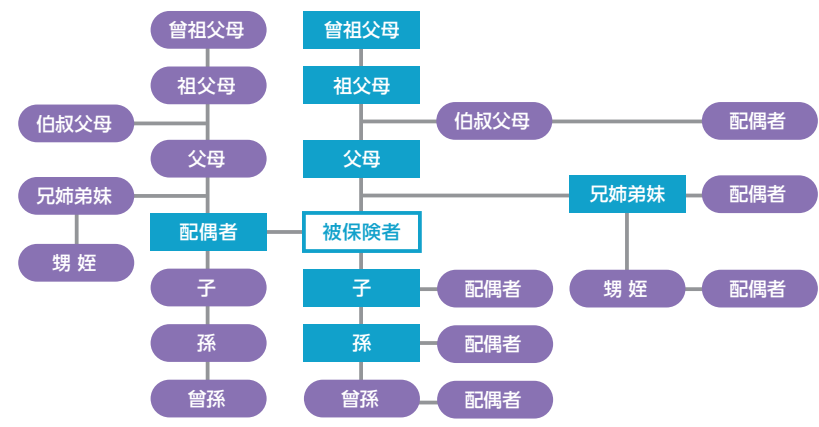 曾祖父母
曾祖父母
祖父母
祖父母
伯叔父母
伯叔父母
配偶者
父母
父母
兄姉弟妹
兄姉弟妹
配偶者
配偶者
被保険者
甥 姪
子
子
配偶者
甥 姪
配偶者
孫
孫
配偶者
曾孫
曾孫
配偶者